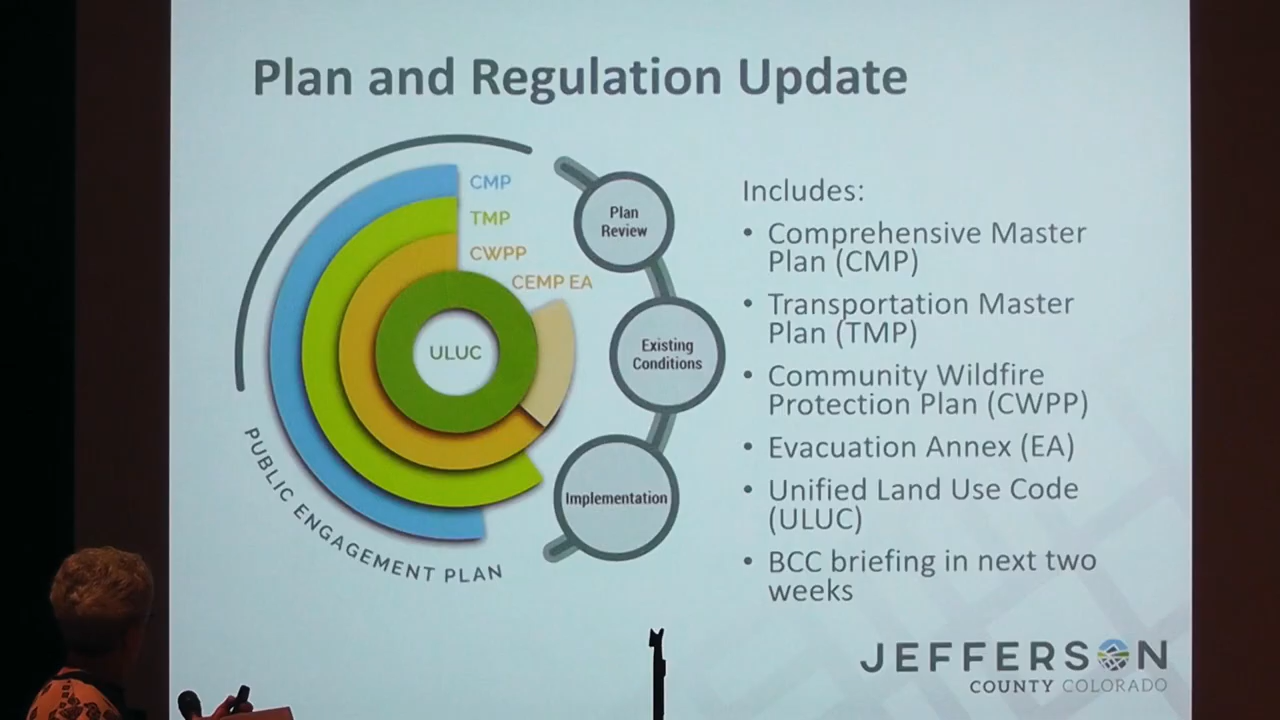 Plan and Regulation Update
CMP
TMP
CWPP
CEMP EA
ULUC
PUBLIC ENGAGEMENT PLAN
Plan
Review
Existing
Conditions
Implementation
Includes:
• Comprehensive Master
Plan (CMP)
• Transportation Master
Plan (TMP)
• Community Wildfire
Protection Plan (CWPP)
• Evacuation Annex (EA)
• Unified Land Use Code
(ULUC)
• BCC briefing in next two
weeks
JEFFERSON
COUNTY COLORADO